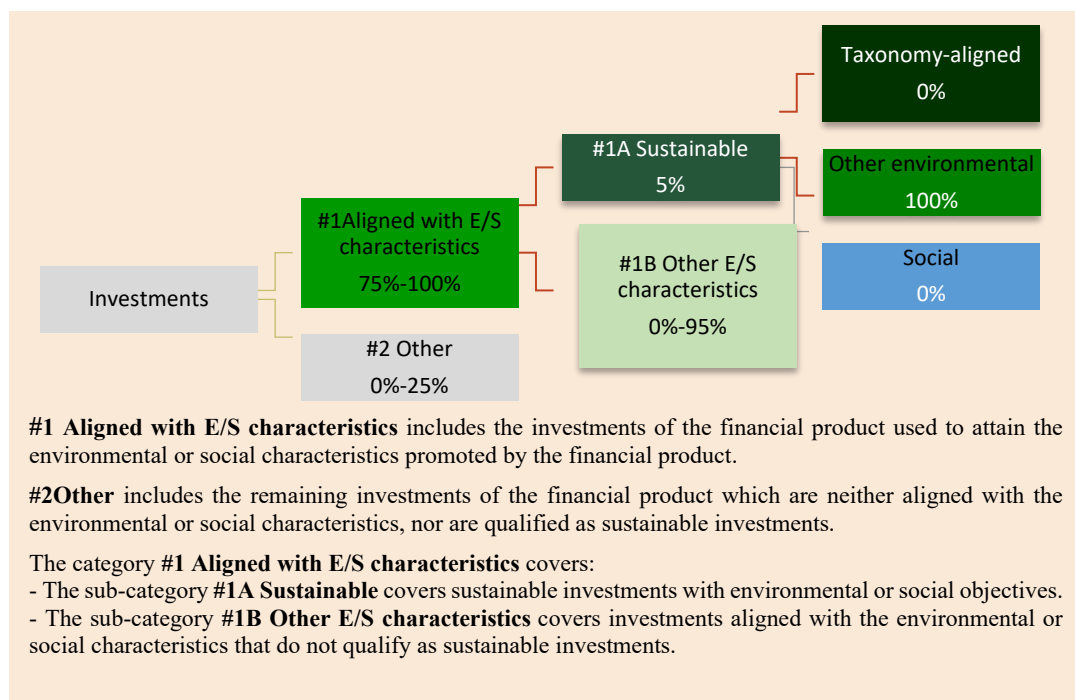 Taxonomy-aligned
0%
#1A Sustainable
5%
Other environmental
100%
#1Aligned with E/S
characteristics
75%-100%
#1B Other E/S
characteristics
0%-95%
Social
0%
Investments
#2 Other
0%-25%
#1 Aligned with E/S characteristics includes the investments of the financial product used to attain the
environmental or social characteristics promoted by the financial product.
#2Other includes the remaining investments of the financial product which are neither aligned with the
environmental or social characteristics, nor are qualified as sustainable investments.
The category #1 Aligned with E/S characteristics covers:
- The sub-category #1A Sustainable covers sustainable investments with environmental or social objectives.
- The sub-category #1B Other E/S characteristics covers investments aligned with the environmental or
social characteristics that do not qualify as sustainable investments.